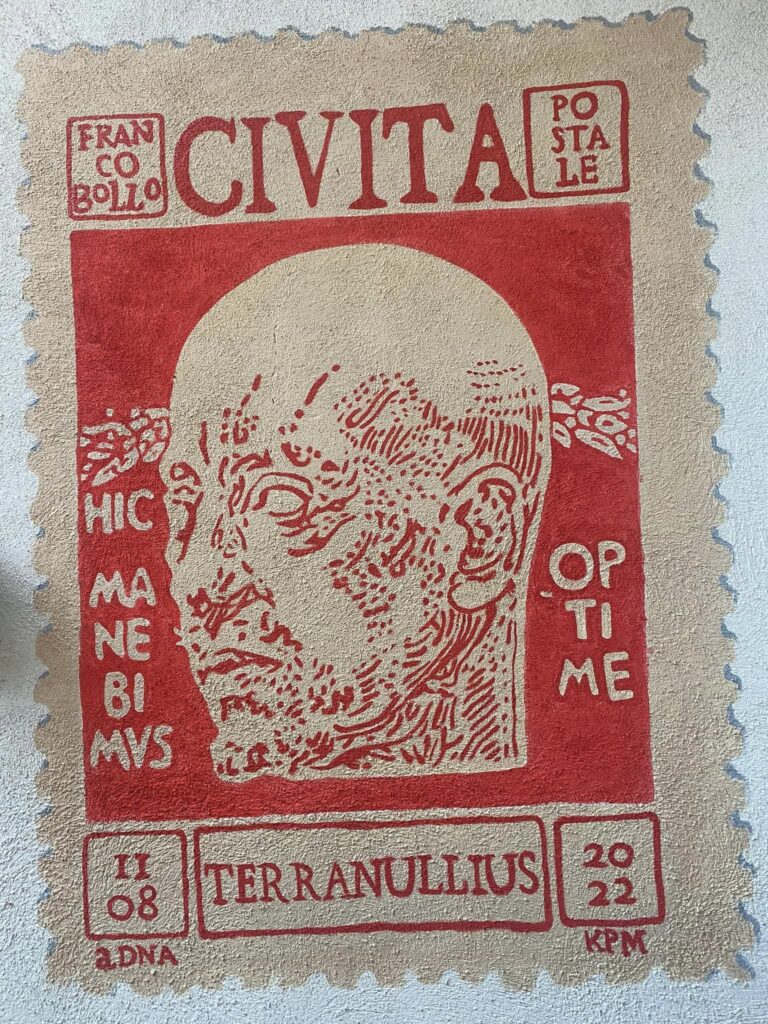 FRAN
CO
BOLLO
CIVITA
PO
STA
LE
HIC
MA
NE
BI
MVS
OP
TI
ME
11
08
TERRANULLIUS
20
22
aDNA
KPM